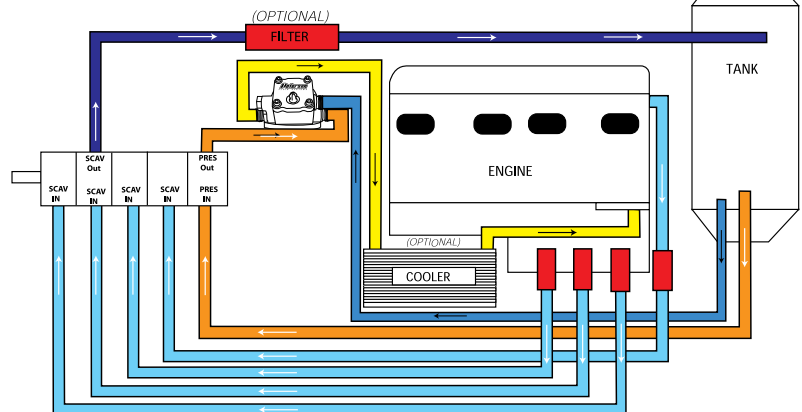 (OPTIONAL)
FILTER
TANK
Peterson
ENGINE
SCAV
Out
PRES
Out
SCAV
IN
SCAV
IN
SCAV
IN
SCAV
IN
PRES
IN
(OPTIONAL)
COOLER